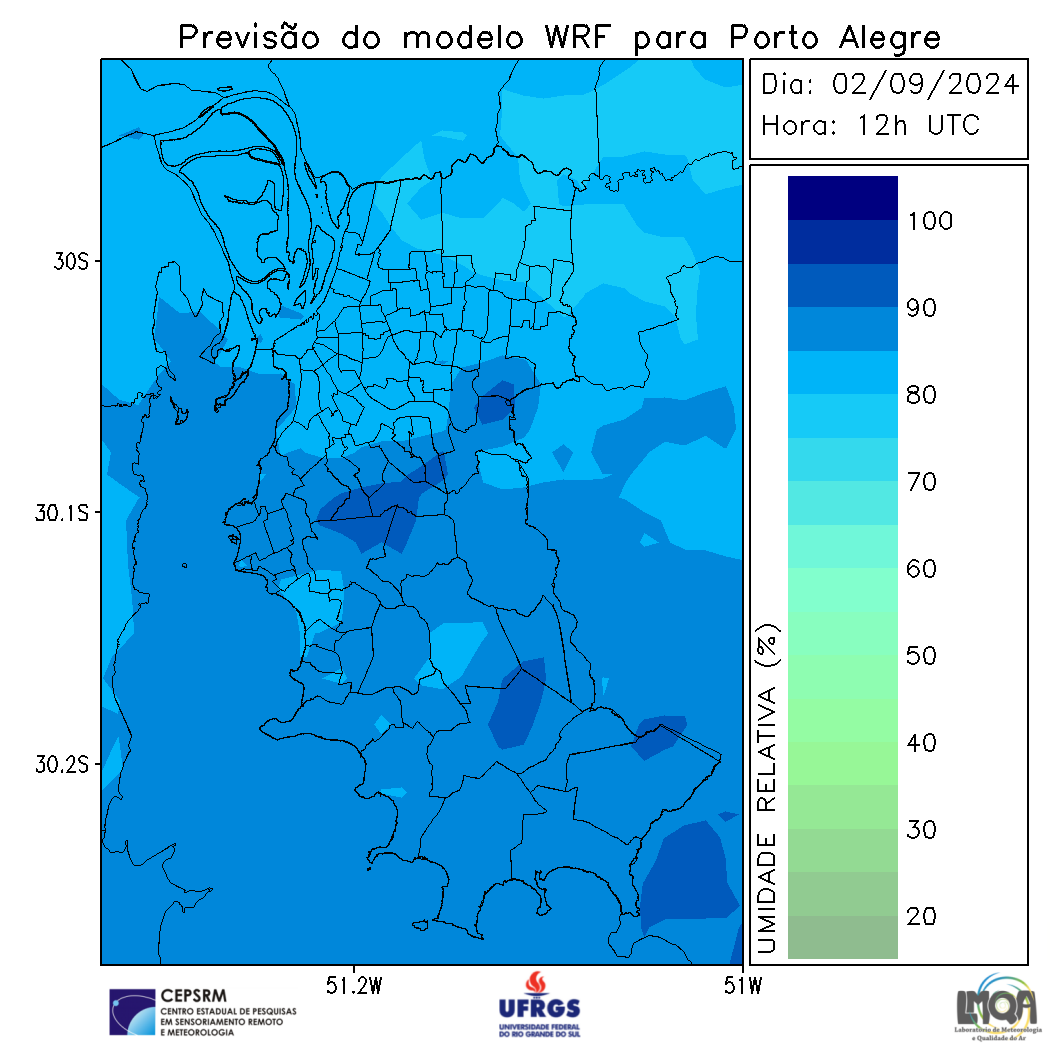 Previsão do modelo WRF para Porto Alegre
Dia: 02/09/2024
Hora: 12h UTC
100
90
80
70
60
50
40
30
20
UMIDADE RELATIVA (%)
30S
30.1S
30.2S
51.2W
51W
CEPSRM
CENTRO ESTADUAL DE PESQUISAS
EM SENSORIAMENTO REMOTO
E METEOROLOGIA
UFRGS
UNIVERSIDADE FEDERAL
DO RIO GRANDE DO SUL
LMQA
Laboratório de Meteorologia
e Qualidade do Ar